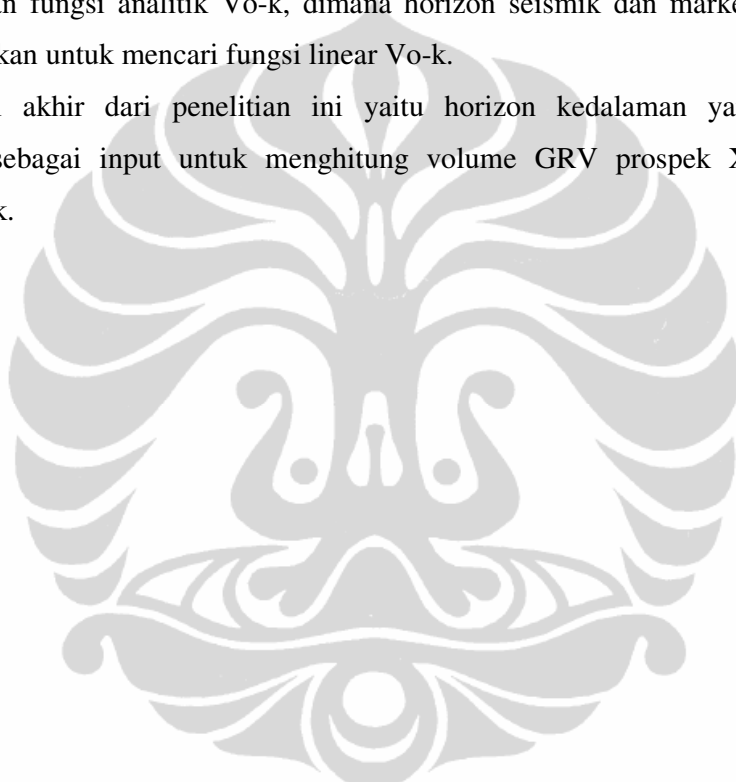 an fungsi analitik Vo-k, dimana horizon seismik dan marke
kan untuk mencari fungsi linear Vo-k.
akhir dari penelitian ini yaitu horizon kedalaman ya
sebagai input untuk menghitung volume GRV prospek X
k.